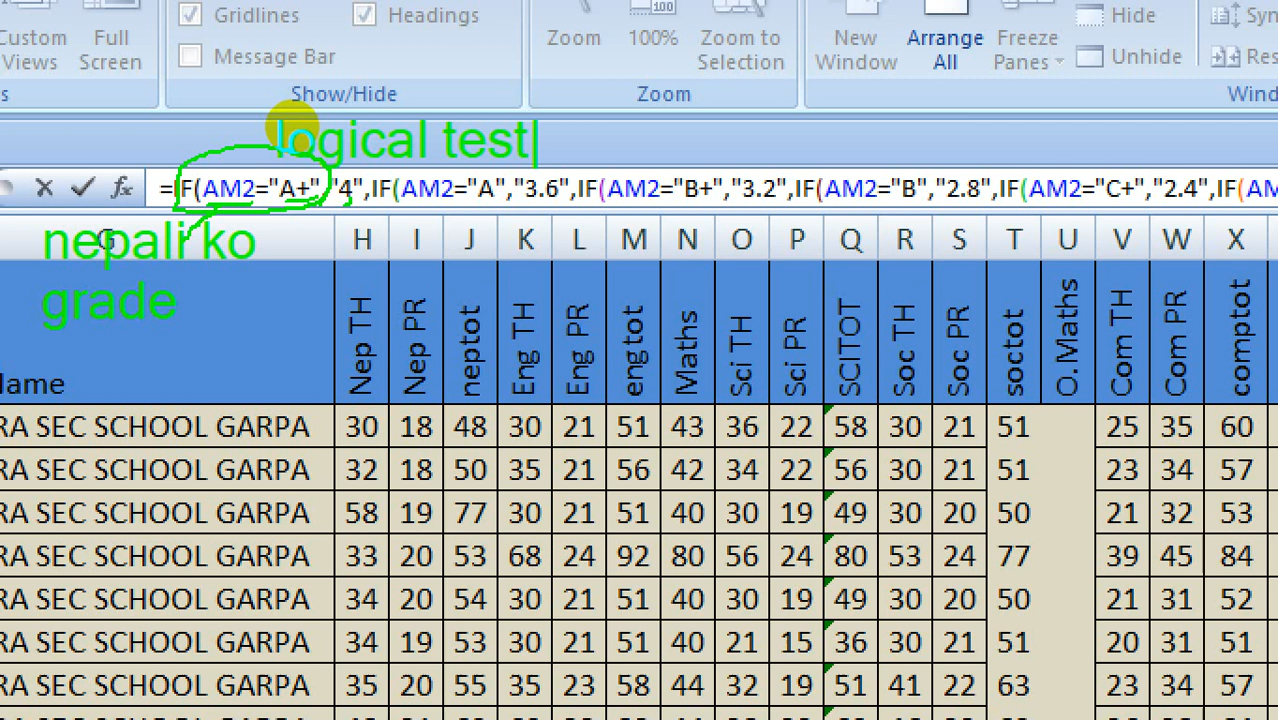 Gridlines Headings
Custom Views Full Screen Message Bar Zoom 100% Zoom to Selection New Window Arrange All Freeze Panes Hide Unhide
Show/Hide Zoom
logical test
=IF(AM2="A+","4",IF(AM2="A","3.6",IF(AM2="B+","3.2",IF(AM2="B","2.8",IF(AM2="C+","2.4",IF(AM
nepali ko
grade
G H I J K L M N O P Q R S T U V W X
Nep TH Nep PR neptot Eng TH Eng PR engtot Maths Sci TH Sci PR SCITOT Soc TH Soc PR soctot O.Maths Com TH Com PR comptot
RA SEC SCHOOL GARPA 30 18 48 30 21 51 43 36 22 58 30 21 51 25 35 60
RA SEC SCHOOL GARPA 32 18 50 35 21 56 42 34 22 56 30 21 51 23 34 57
RA SEC SCHOOL GARPA 58 19 77 30 21 51 40 30 19 49 30 20 50 21 32 53
RA SEC SCHOOL GARPA 33 20 53 68 24 92 80 56 24 80 53 24 77 39 45 84
RA SEC SCHOOL GARPA 34 20 54 30 21 51 40 30 19 49 30 20 50 21 31 52
RA SEC SCHOOL GARPA 34 19 53 30 21 51 40 21 15 36 30 21 51 20 31 51
RA SEC SCHOOL GARPA 35 20 55 35 23 58 44 32 19 51 41 22 63 23 34 57